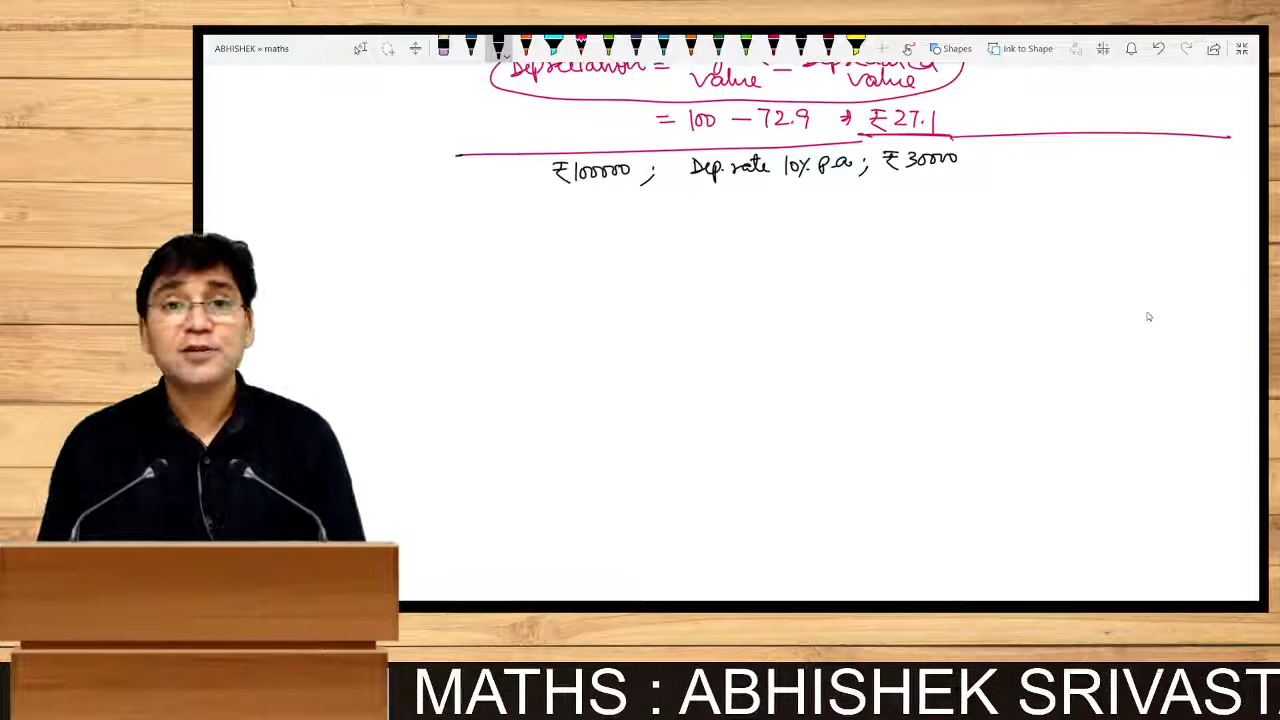 ABHISHEK » maths
Shapes
Ink to Shape
Depreciation =
value – value
= 100 – 72.9 ⇒ ₹27.1
₹100000 ; Dep. rate 10% p.a ; ₹30000
MATHS : ABHISHEK SRIVAST